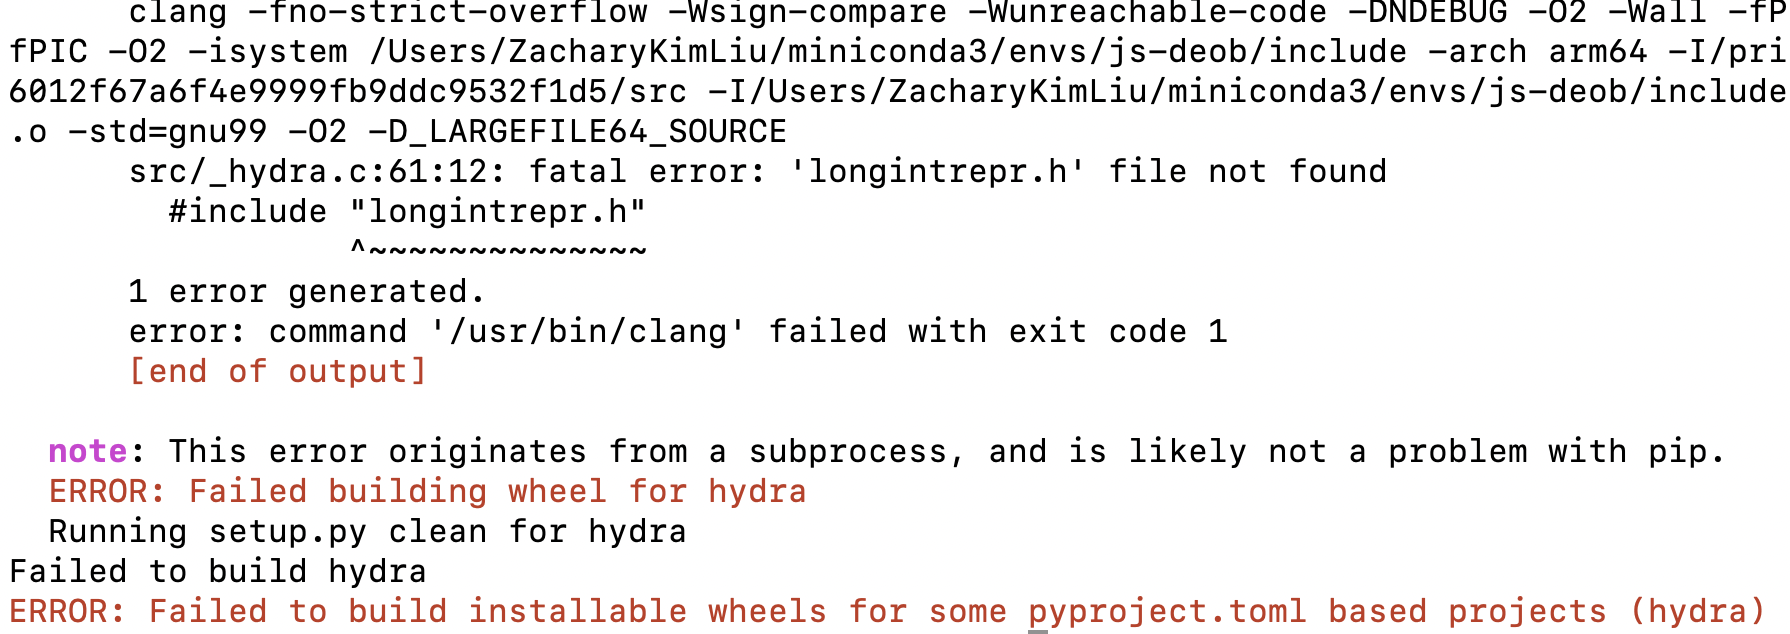 clang -fno-strict-overflow -Wsign-compare -Wunreachable-code -DNDEBUG -O2 -Wall -fP
fPIC -O2 -isystem /Users/ZacharyKimLiu/miniconda3/envs/js-deob/include -arch arm64 -I/pri
6012f67a6f4e9999fb9ddc9532f1d5/src -I/Users/ZacharyKimLiu/miniconda3/envs/js-deob/include
.o -std=gnu99 -O2 -D_LARGEFILE64_SOURCE
src/_hydra.c:61:12: fatal error: 'longintrepr.h' file not found
#include "longintrepr.h"
^~~~~~~~~~~~~~~
1 error generated.
error: command '/usr/bin/clang' failed with exit code 1
[end of output]
note: This error originates from a subprocess, and is likely not a problem with pip.
ERROR: Failed building wheel for hydra
Running setup.py clean for hydra
Failed to build hydra
ERROR: Failed to build installable wheels for some pyproject.toml based projects (hydra)